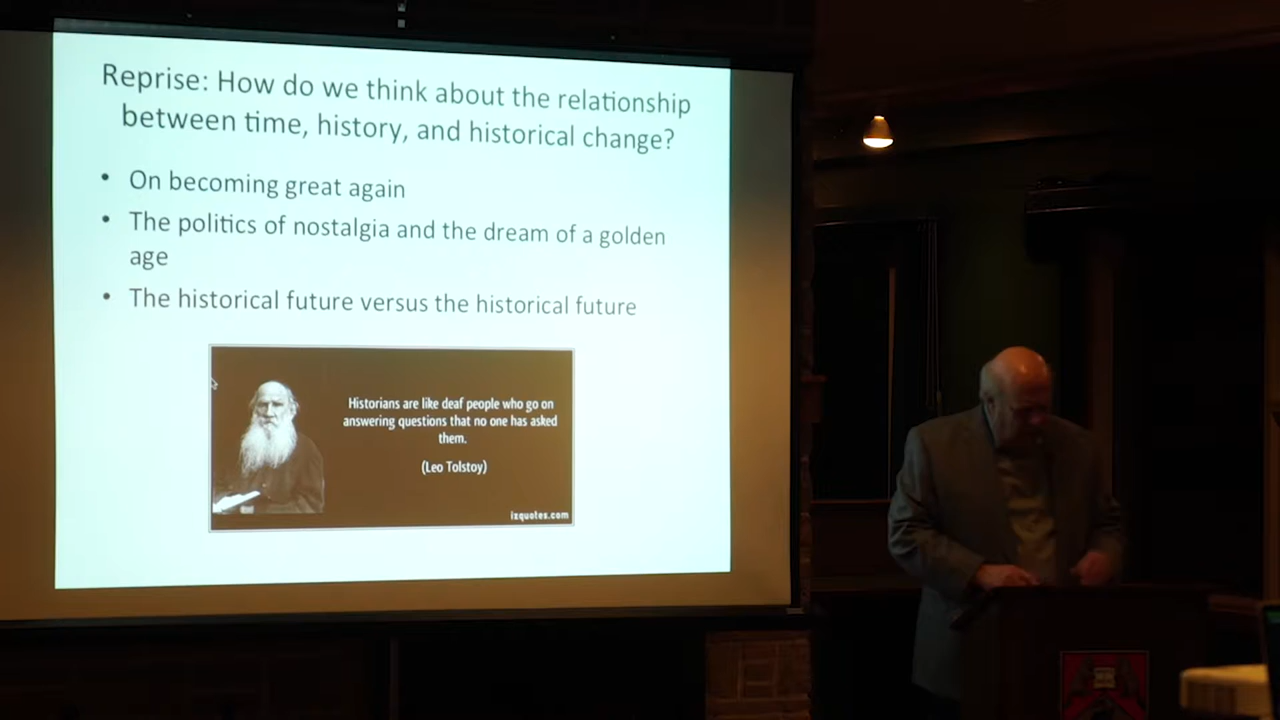 Reprise: How do we think about the relationship
between time, history, and historical change?
• On becoming great again
• The politics of nostalgia and the dream of a golden
age
• The historical future versus the historical future
Historians are like deaf people who go on
answering questions that no one has asked
them.
(Leo Tolstoy)
izquotes.com